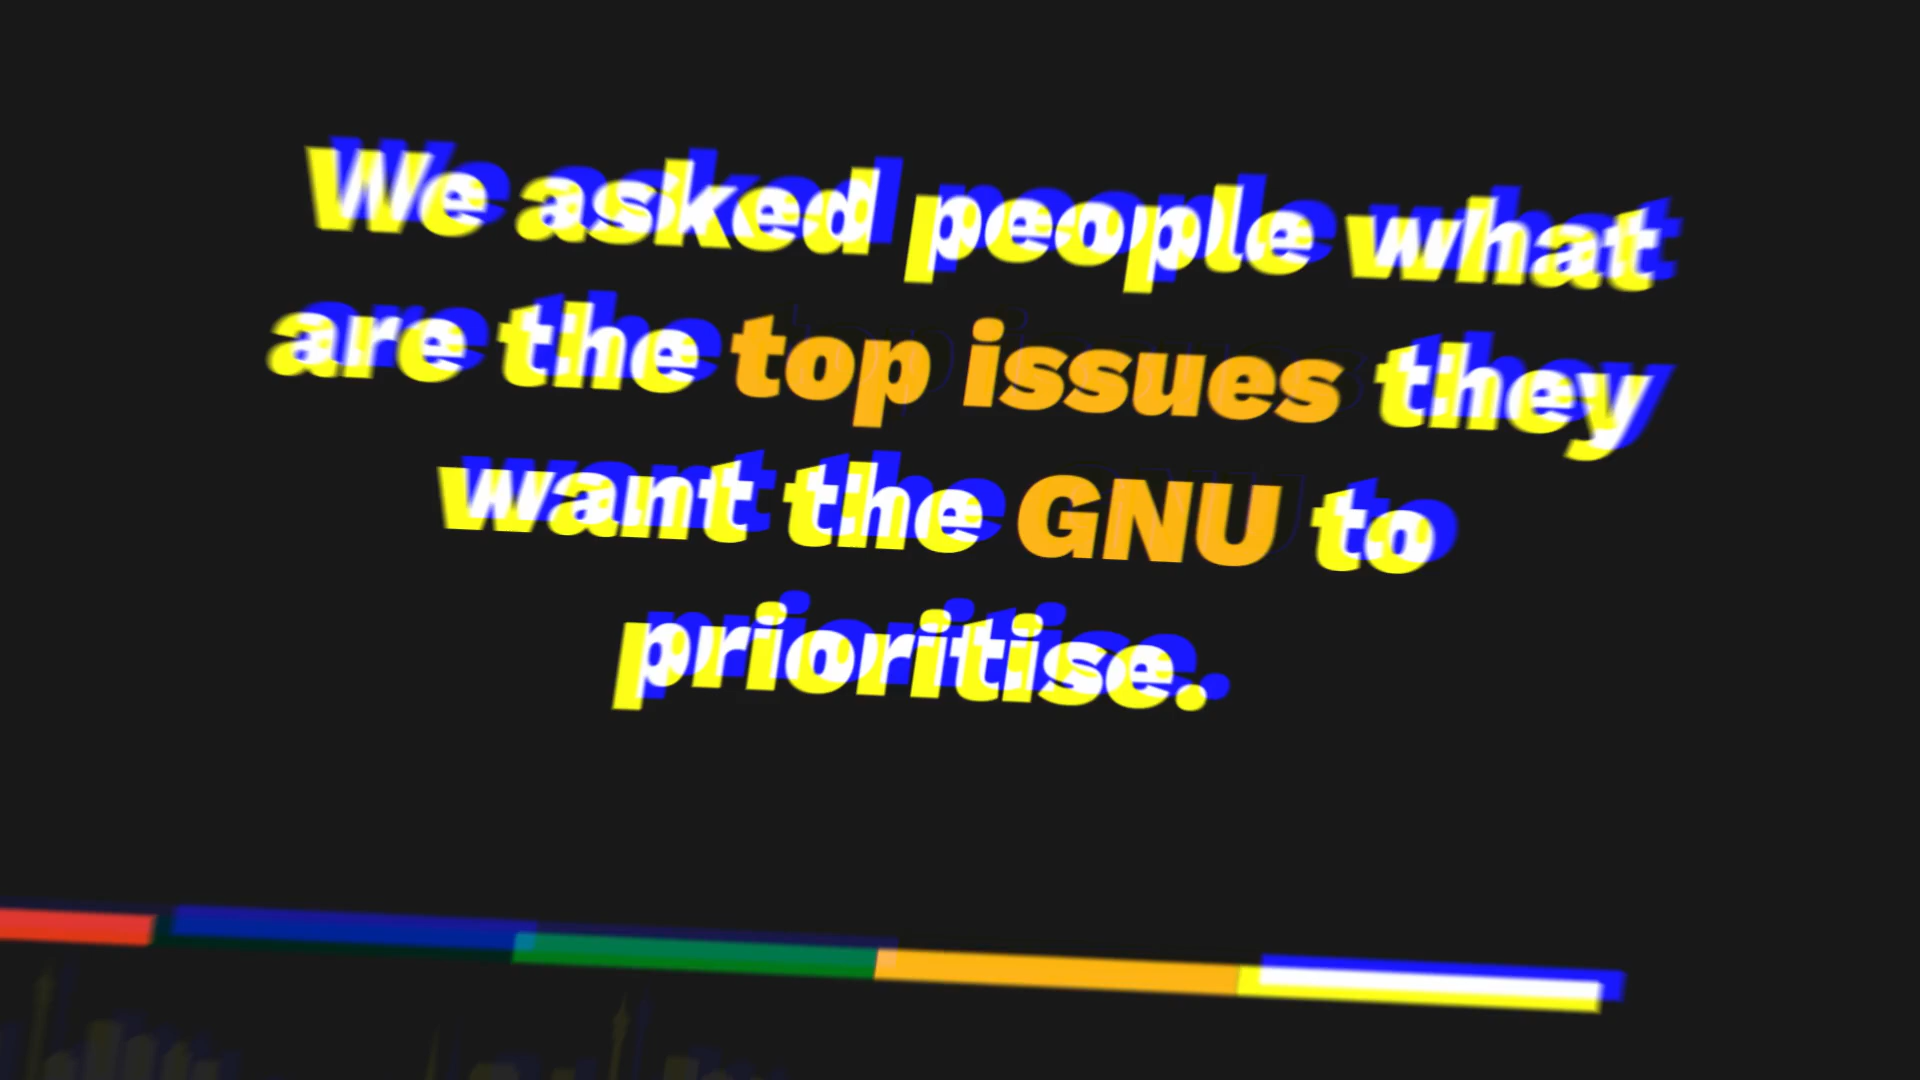 We asked people what
are the top issues they
want the GNU to
prioritise.